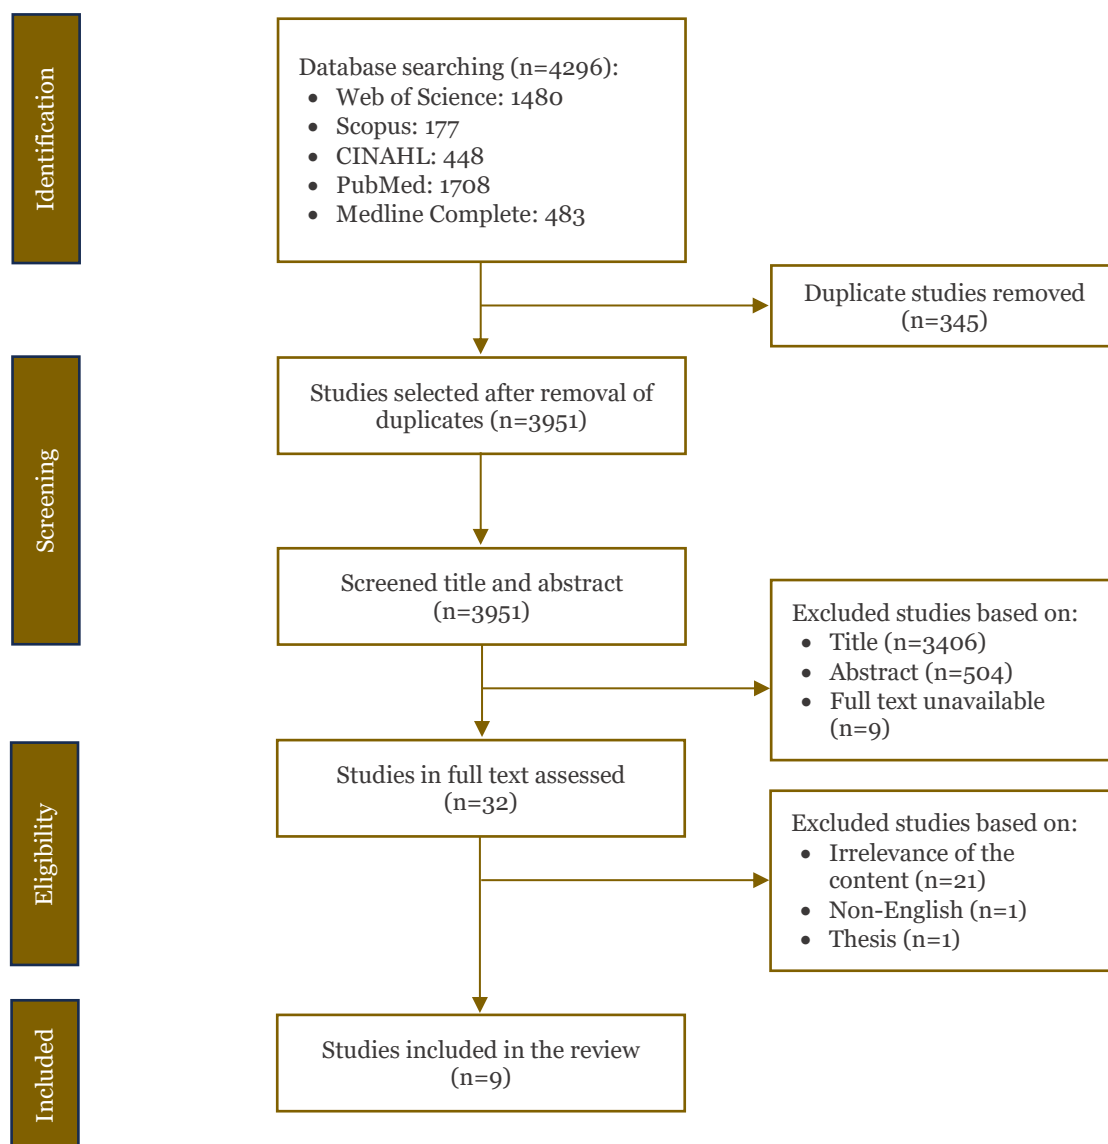 Identification
Database searching (n=4296):
• Web of Science: 1480
• Scopus: 177
• CINAHL: 448
• PubMed: 1708
• Medline Complete: 483
Duplicate studies removed
(n=345)
Screening
Studies selected after removal of
duplicates (n=3951)
Screened title and abstract
(n=3951)
Excluded studies based on:
• Title (n=3406)
• Abstract (n=504)
• Full text unavailable
(n=9)
Eligibility
Studies in full text assessed
(n=32)
Excluded studies based on:
• Irrelevance of the
content (n=21)
• Non-English (n=1)
• Thesis (n=1)
Included
Studies included in the review
(n=9)